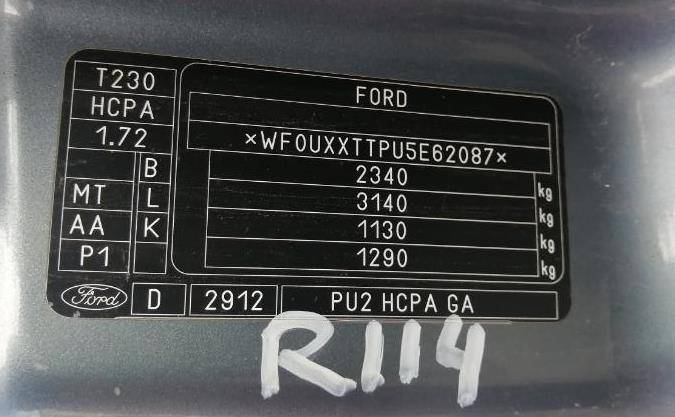 T230
HCPA
1.72
B
MT L
AA K
P1
FORD
×WF0UXXTTPU5E62087×
2340 kg
3140 kg
1130 kg
1290 kg
Ford D 2912 PU2 HCPA GA
R114